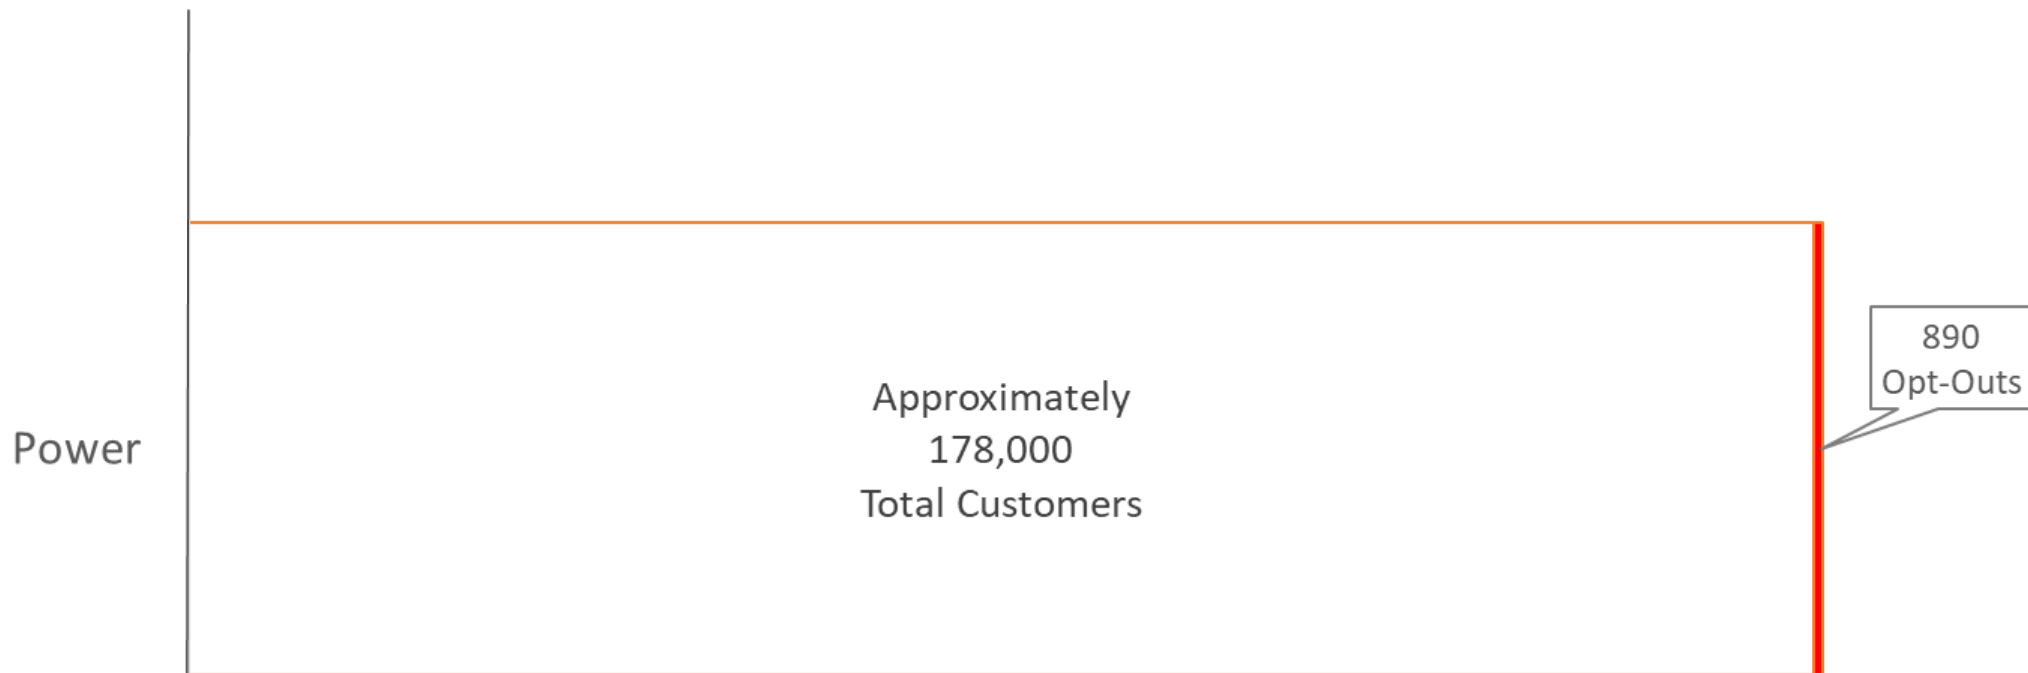 Power
Approximately
178,000
Total Customers
890
Opt-Outs